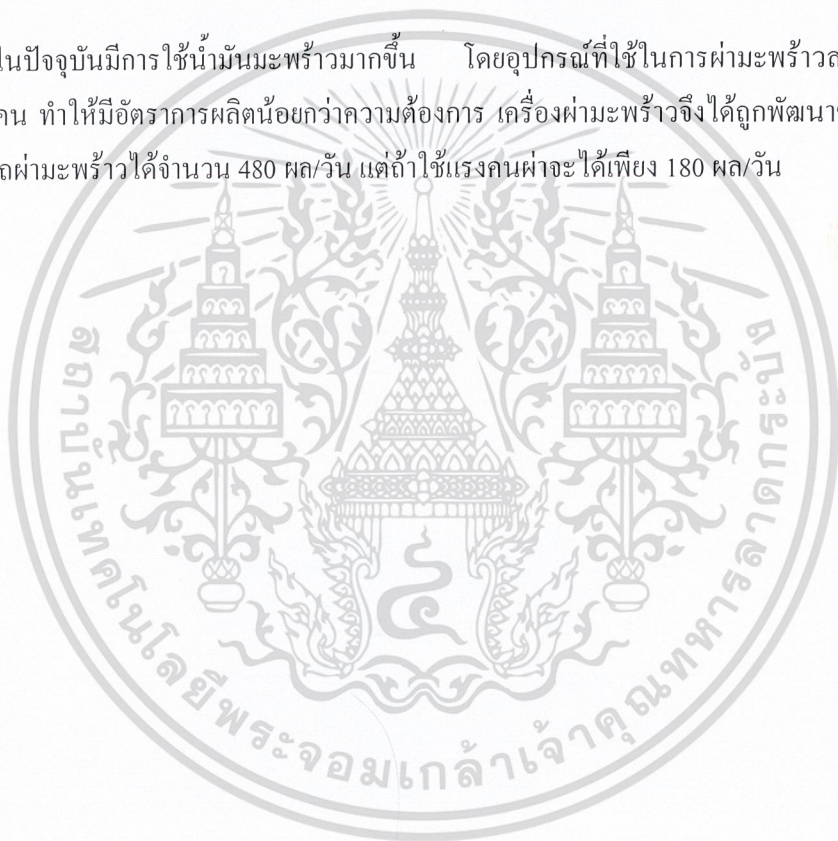 ในปัจจุบันมีการใช้น้ำมันมะพร้าวมากขึ้น โดยอุปกรณ์ที่ใช้ในการผ่ามะพร้าวส
คน ทำให้มีอัตราการผลิตน้อยกว่าความต้องการ เครื่องผ่ามะพร้าวจึงได้ถูกพัฒนา
ถผ่ามะพร้าวได้จำนวน 480 ผล/วัน แต่ถ้าใช้แรงคนผ่าจะได้เพียง 180 ผล/วัน
สถาบันเทคโนโลยีพระจอมเกล้าเจ้าคุณทหารลาดกระบัง